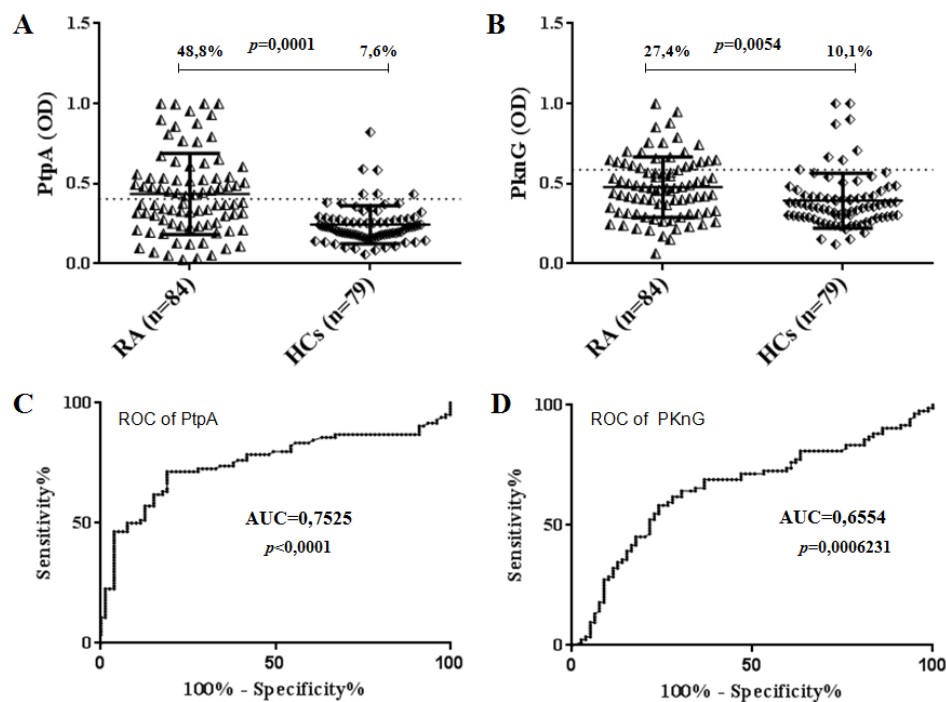 A
PtpA (OD)
1.5
1.0
0.5
0.0
48,8%
p=0,0001
7,6%
RA (n=84)
HCs (n=79)
B
PknG (OD)
1.5
1.0
0.5
0.0
27,4%
p=0,0054
10,1%
RA (n=84)
HCs (n=79)
C
ROC of PtpA
Sensitivity%
100
50
0
AUC=0,7525
p<0,0001
0
50
100
100% - Specificity%
D
ROC of PKnG
Sensitivity%
100
50
0
AUC=0,6554
p=0,0006231
0
50
100
100% - Specificity%